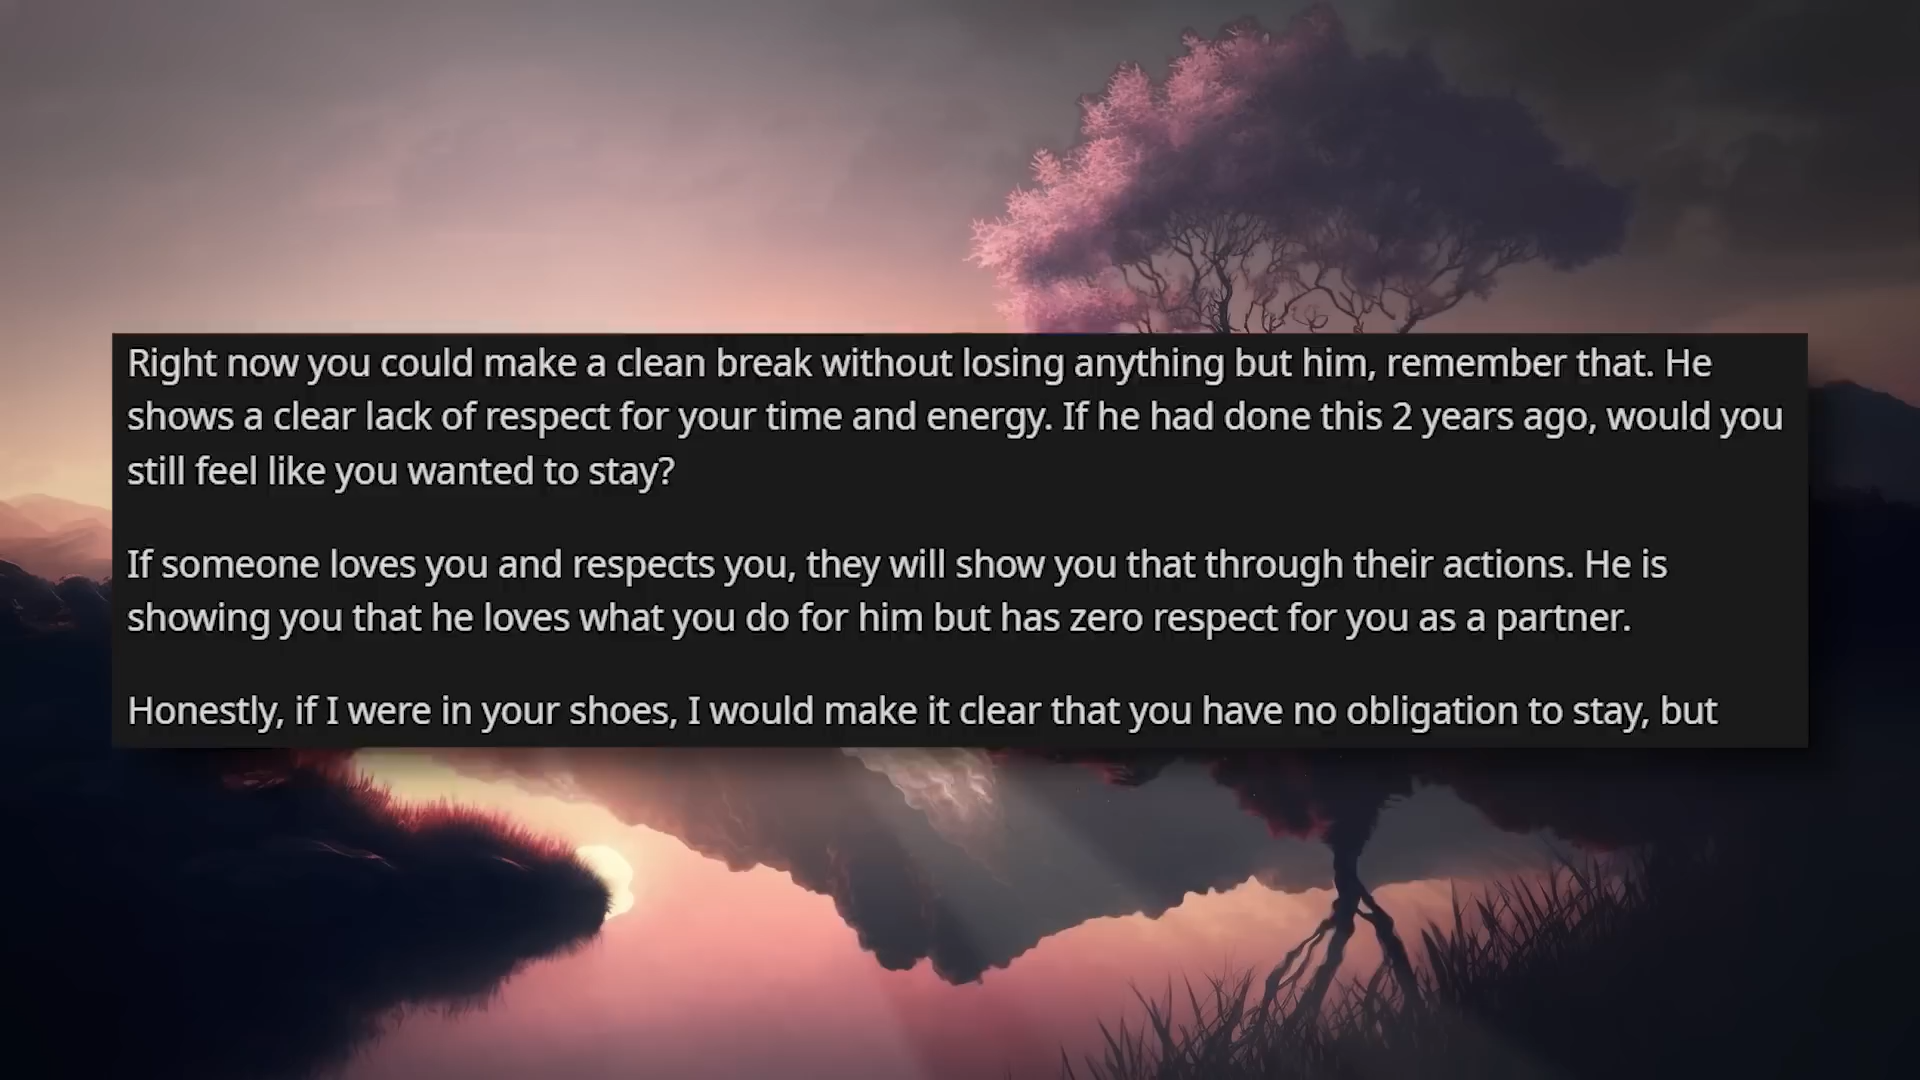 Right now you could make a clean break without losing anything but him, remember that. He
shows a clear lack of respect for your time and energy. If he had done this 2 years ago, would you
still feel like you wanted to stay?
If someone loves you and respects you, they will show you that through their actions. He is
showing you that he loves what you do for him but has zero respect for you as a partner.
Honestly, if I were in your shoes, I would make it clear that you have no obligation to stay, but